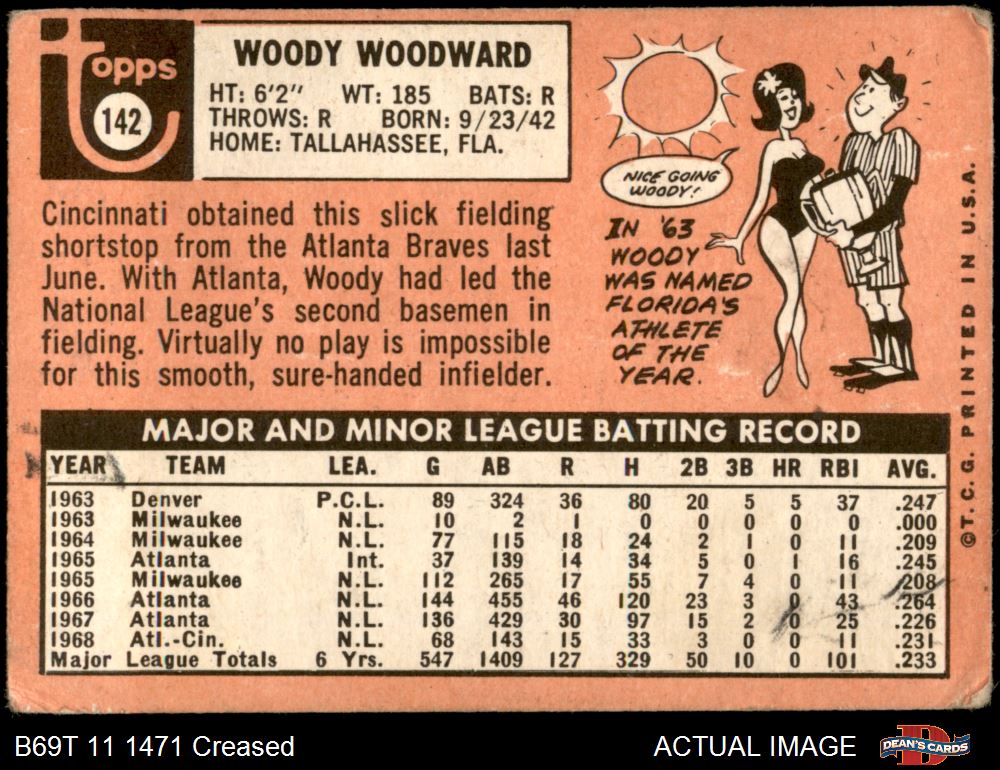 Topps
142
WOODY WOODWARD
HT: 6'2" WT: 185 BATS: R
THROWS: R BORN: 9/23/42
HOME: TALLAHASSEE, FLA.
Cincinnati obtained this slick fielding
shortstop from the Atlanta Braves last
June. With Atlanta, Woody had led the
National League's second basemen in
fielding. Virtually no play is impossible
for this smooth, sure-handed infielder.
NICE GOING
WOODY!
IN '63
WOODY
WAS NAMED
FLORIDA'S
ATHLETE
OF THE
YEAR.
©T.C.G. PRINTED IN U.S.A.
MAJOR AND MINOR LEAGUE BATTING RECORD
YEAR TEAM LEA. G AB R H 2B 3B HR RBI AVG.
1963 Denver P.C.L. 89 324 36 80 20 5 5 37 .247
1963 Milwaukee N.L. 10 2 1 0 0 0 0 0 .000
1964 Milwaukee N.L. 77 115 18 24 2 1 0 11 .209
1965 Atlanta Int. 37 139 14 34 5 0 1 16 .245
1965 Milwaukee N.L. 112 265 17 55 7 4 0 11 .208
1966 Atlanta N.L. 144 455 46 120 23 3 0 43 .264
1967 Atlanta N.L. 136 429 30 97 15 2 0 25 .226
1968 Atl.-Cin. N.L. 68 143 15 33 3 0 0 11 .231
Major League Totals 6 Yrs. 547 1409 127 329 50 10 0 101 .233
B69T 11 1471 Creased
ACTUAL IMAGE
DEAN'S CARDS